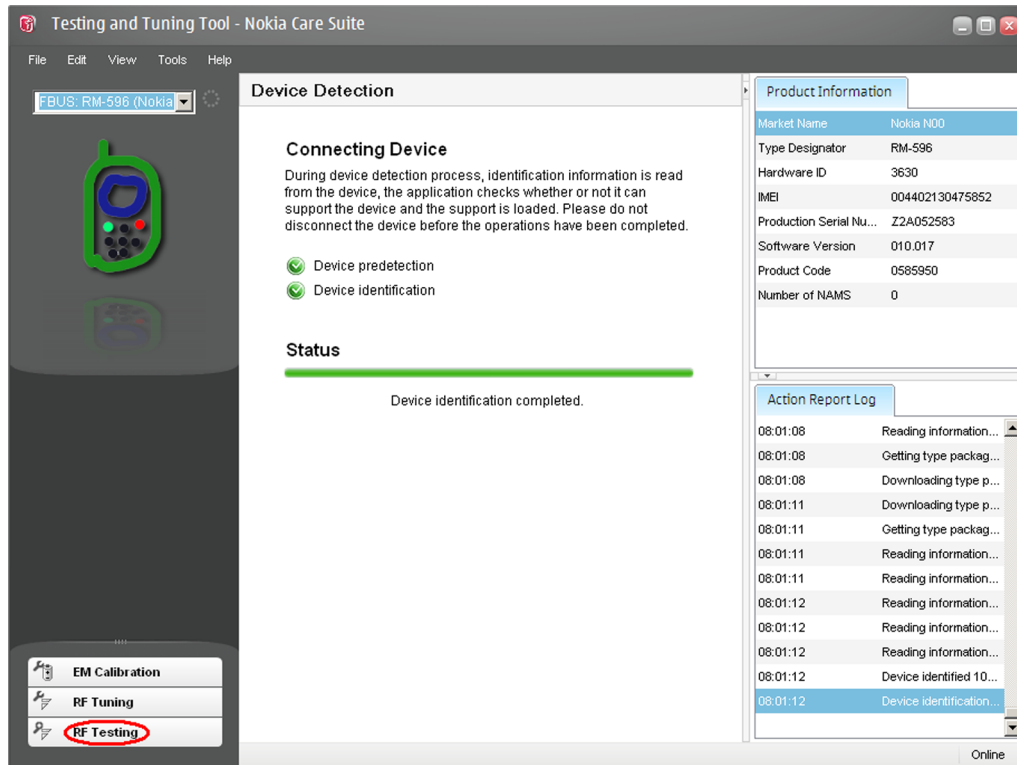 Testing and Tuning Tool - Nokia Care Suite
File Edit View Tools Help
FBUS: RM-596 (Nokia
Device Detection
Connecting Device
During device detection process, identification information is read
from the device, the application checks whether or not it can
support the device and the support is loaded. Please do not
disconnect the device before the operations have been completed.
Device predetection
Device identification
Status
Device identification completed.
Product Information
Market Name Nokia N00
Type Designator RM-596
Hardware ID 3630
IMEI 004402130475852
Production Serial Nu... Z2A052583
Software Version 010.017
Product Code 0585950
Number of NAMS 0
Action Report Log
08:01:08 Reading information...
08:01:08 Getting type packag...
08:01:08 Downloading type p...
08:01:11 Downloading type p...
08:01:11 Getting type packag...
08:01:11 Reading information...
08:01:11 Reading information...
08:01:12 Reading information...
08:01:12 Reading information...
08:01:12 Reading information...
08:01:12 Device identified 10...
08:01:12 Device identification...
EM Calibration
RF Tuning
RF Testing
Online